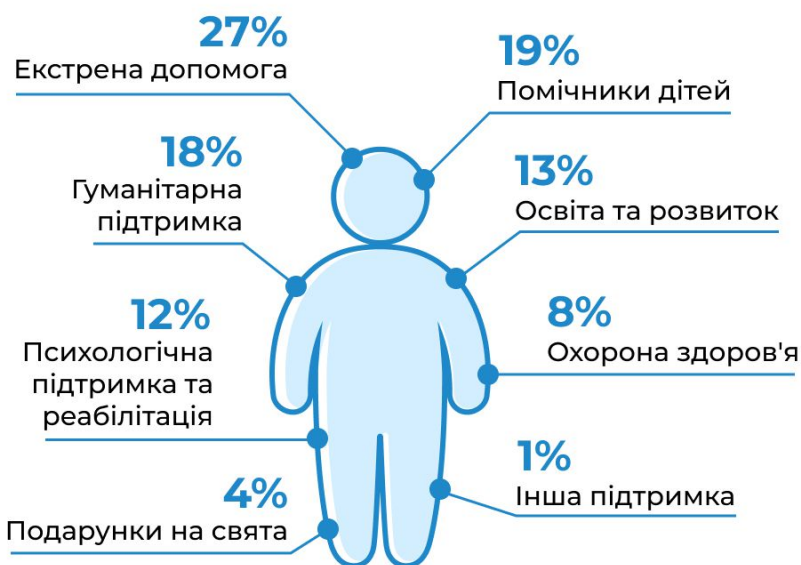 27%
Екстрена допомога
19%
Помічники дітей
18%
Гуманітарна
підтримка
13%
Освіта та розвиток
12%
Психологічна
підтримка та
реабілітація
8%
Охорона здоров'я
4%
Подарунки на свята
1%
Інша підтримка